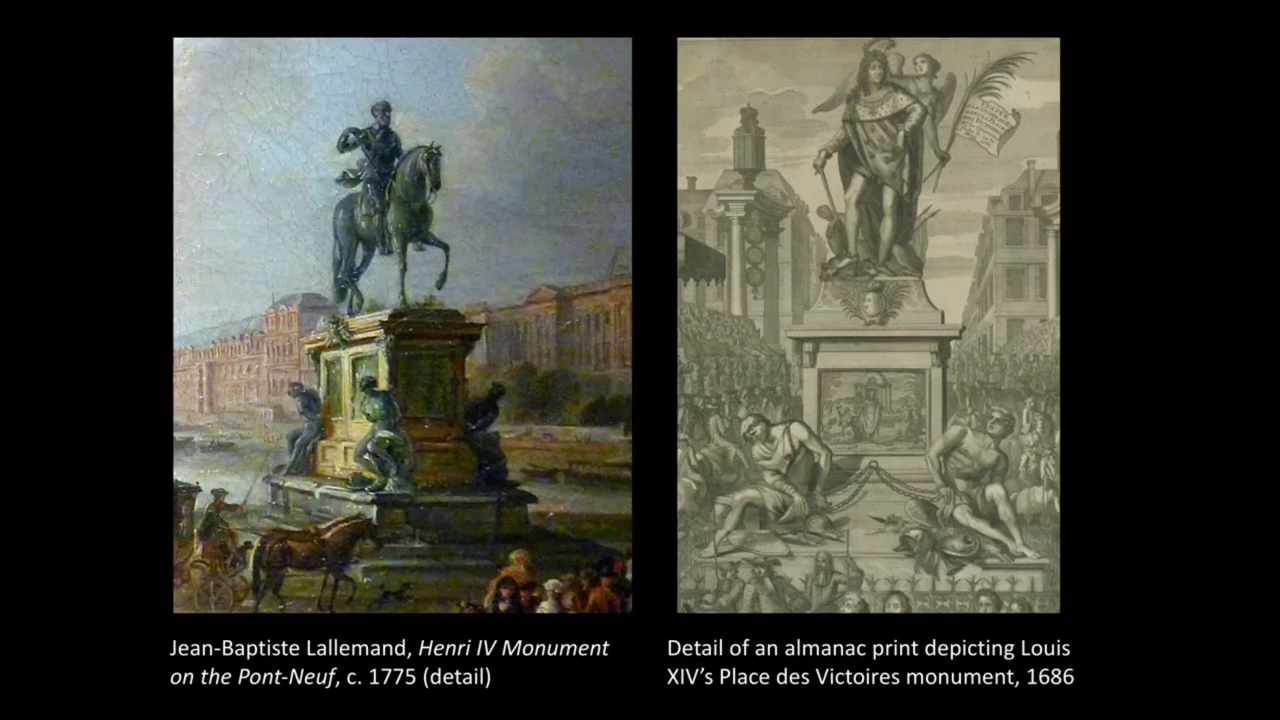 Jean-Baptiste Lallemand, Henri IV Monument
on the Pont-Neuf, c. 1775 (detail)
Detail of an almanac print depicting Louis
XIV's Place des Victoires monument, 1686